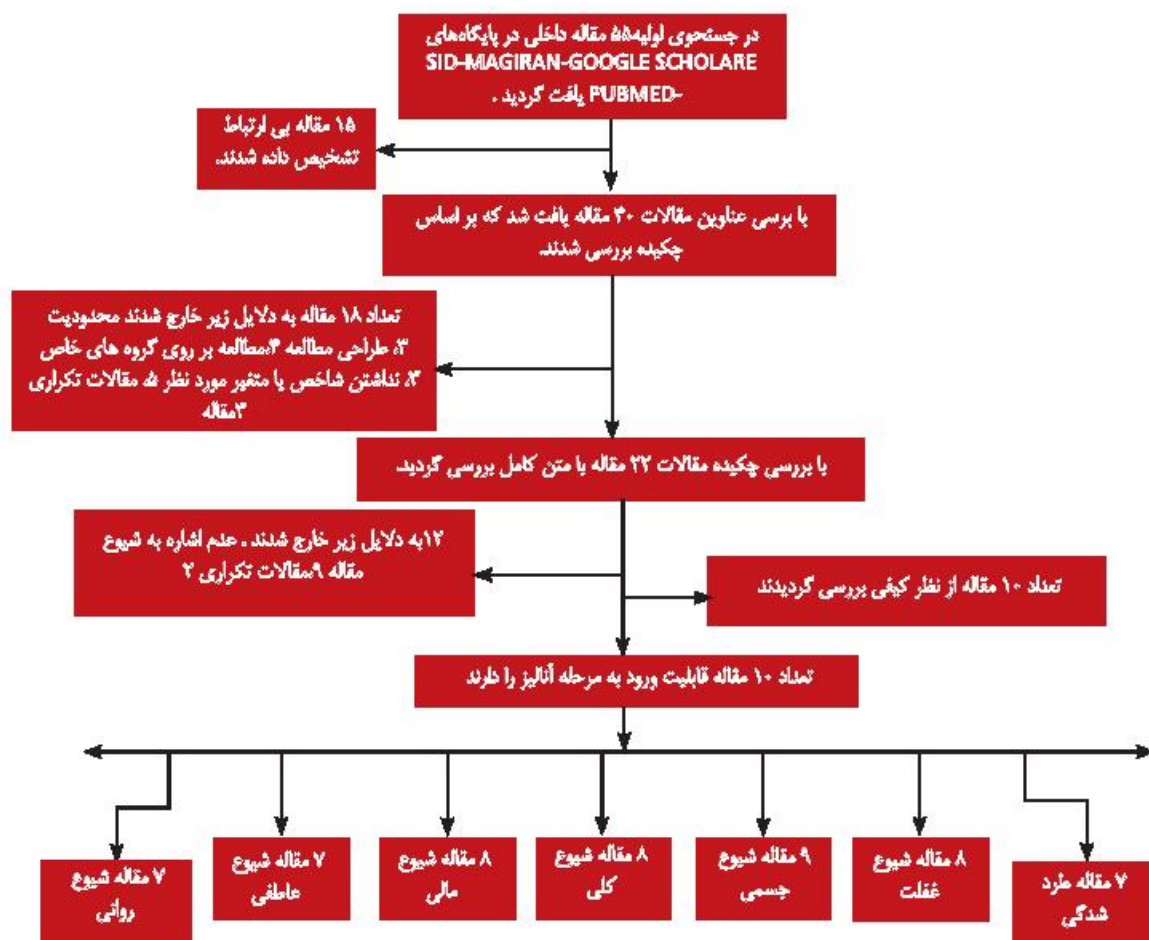 در جستحوی لولیه۵۵ مقاله داخلی در پایگاه‌های
SID-MAGIRAN-GOOGLE SCHOLARE
-PUBMED یافت گردید .
۱۵ مقاله بی ارتباط
تشخیص داده شدند.
با برسی عناوین مقالات ۴۰ مقاله یافت شد که بر اساس
چکیده بررسی شدند.
تعداد ۱۸ مقاله به دلایل زیر خارج شدند محدودیت
۳، طراحی مطالعه ۴،مطالعه بر روی گروه های خاص
۳، نداشتن شاخص یا متغیر مورد نظر ۵، مقالات تکراری
۳مقاله
با بررسی چکیده مقالات ۲۲ مقاله با متن کامل بررسی گردید.
۱۲به دلایل زیر خارج شدند . عدم اشاره به شیوع
مقاله ۹،مقالات تکراری ۳
تعداد ۱۰ مقاله از نظر کیفی بررسی گردیدند
تعداد ۱۰ مقاله قابلیت ورود به مرحله آنالیز را دارند
۷ مقاله طرد
شدگی
۸ مقاله شیوع
غفلت
۹ مقاله شیوع
جسمی
۸ مقاله شیوع
کلی
۸ مقاله شیوع
مالی
۷ مقاله شیوع
عاطفی
۷ مقاله شیوع
روانی